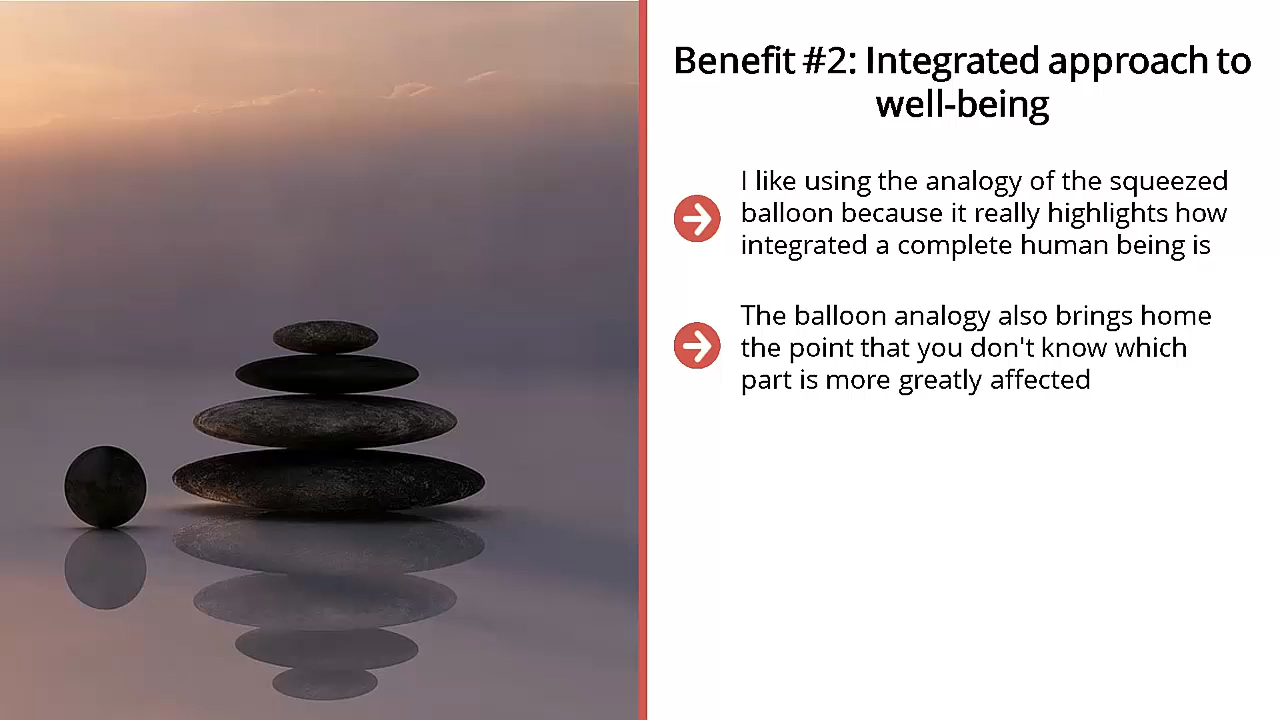 Benefit #2: Integrated approach to
well-being
I like using the analogy of the squeezed
balloon because it really highlights how
integrated a complete human being is
The balloon analogy also brings home
the point that you don't know which
part is more greatly affected